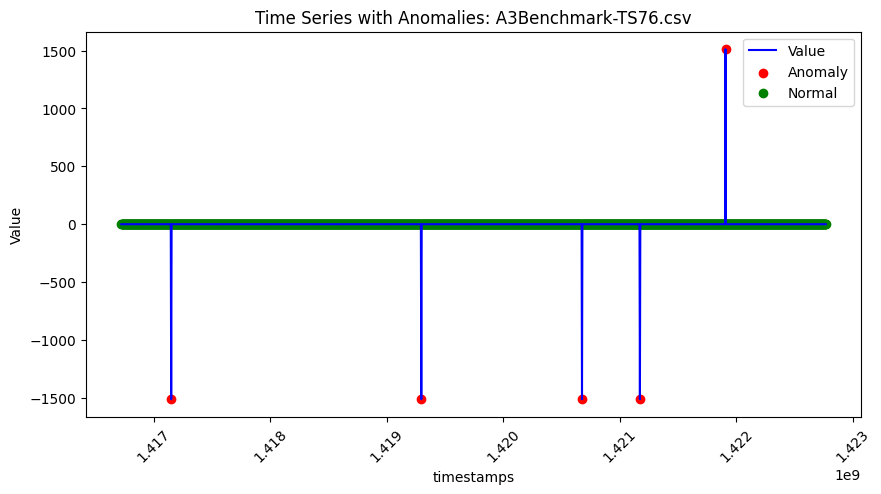 Time Series with Anomalies: A3Benchmark-TS76.csv
Value
Anomaly
Normal
1500
1000
500
0
−500
−1000
−1500
Value
1.417
1.418
1.419
1.420
1.421
1.422
1.423
1e9
timestamps